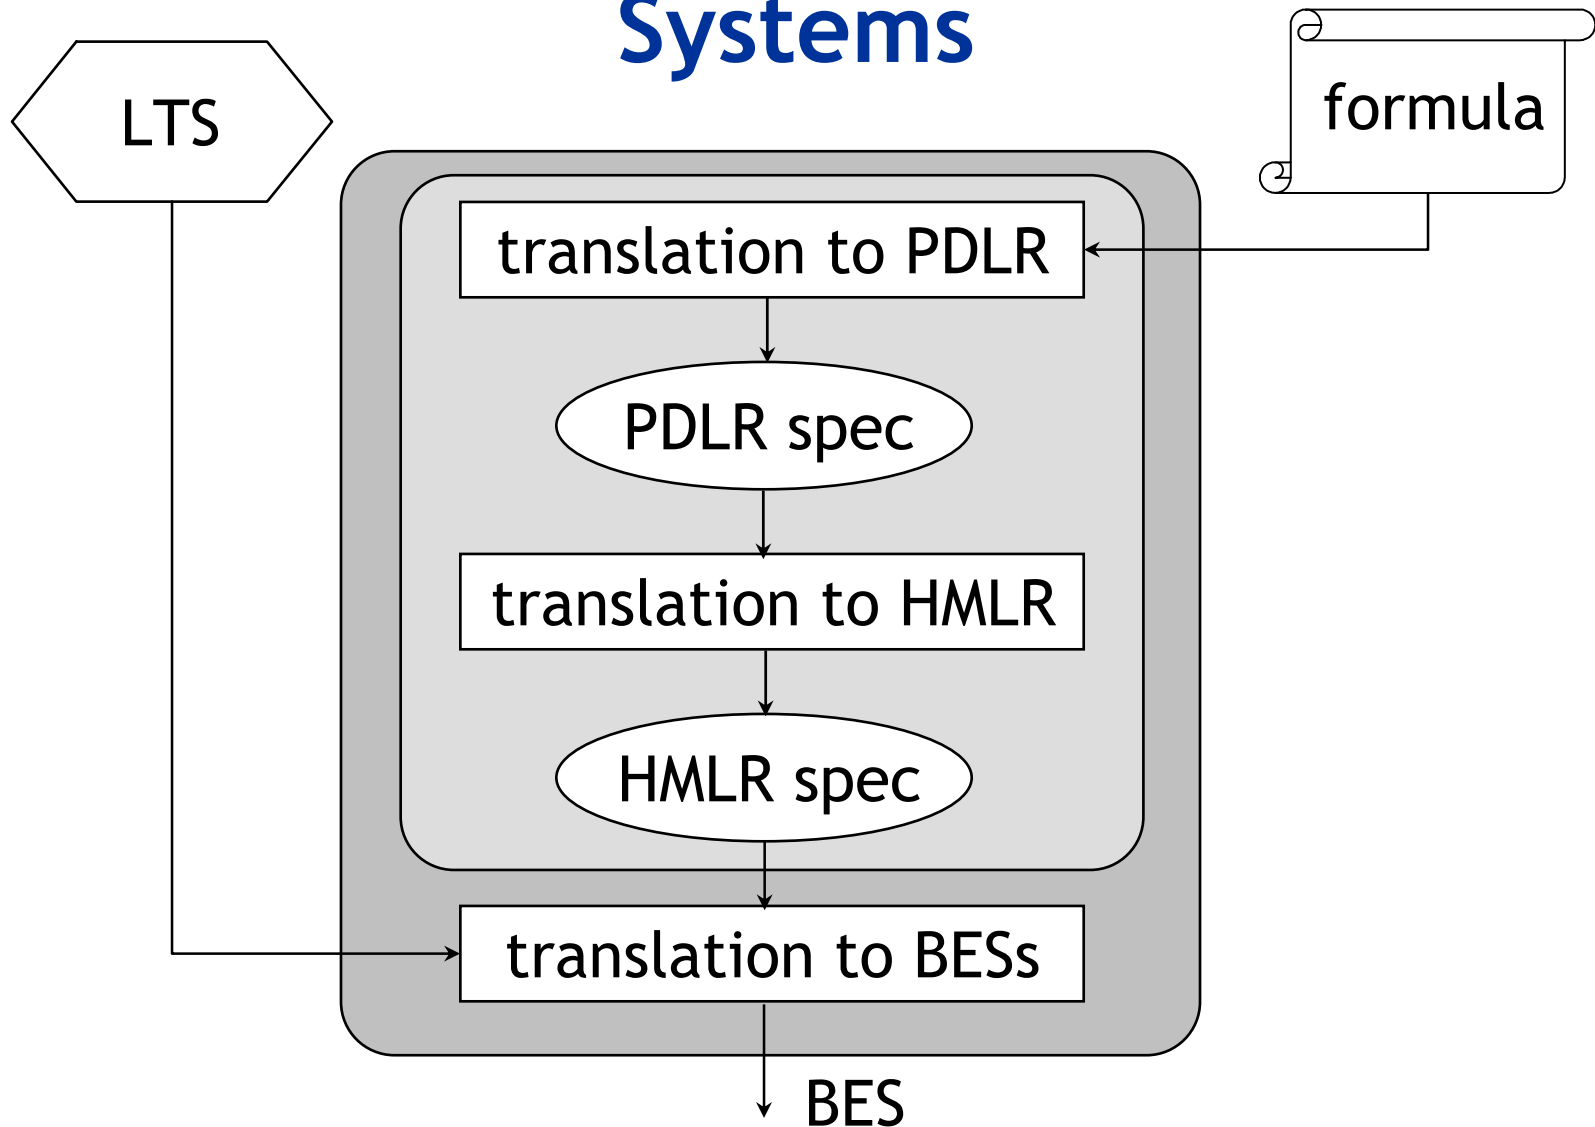 Systems
LTS
formula
translation to PDLR
PDLR spec
translation to HMLR
HMLR spec
translation to BESs
BES